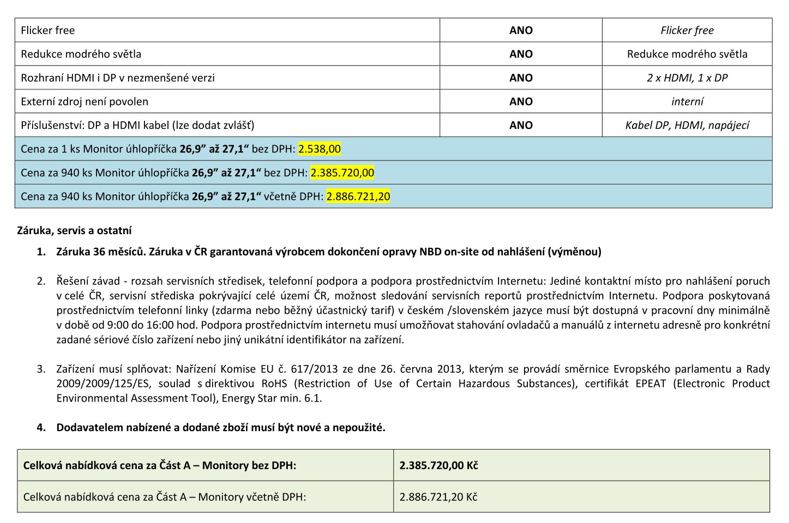 Flicker free ANO Flicker free
Redukce modrého světla ANO Redukce modrého světla
Rozhraní HDMI i DP v nezmenšené verzi ANO 2 x HDMI, 1 x DP
Externí zdroj není povolen ANO interní
Příslušenství: DP a HDMI kabel (lze dodat zvlášť) ANO Kabel DP, HDMI, napájecí
Cena za 1 ks Monitor úhlopříčka 26,9” až 27,1“ bez DPH: 2.538,00
Cena za 940 ks Monitor úhlopříčka 26,9” až 27,1“ bez DPH: 2.385.720,00
Cena za 940 ks Monitor úhlopříčka 26,9” až 27,1“ včetně DPH: 2.886.721,20
Záruka, servis a ostatní
1. Záruka 36 měsíců. Záruka v ČR garantovaná výrobcem dokončení opravy NBD on-site od nahlášení (výměnou)
2. Řešení závad - rozsah servisních středisek, telefonní podpora a podpora prostřednictvím Internetu: Jediné kontaktní místo pro nahlášení poruch
v celé ČR, servisní střediska pokrývající celé území ČR, možnost sledování servisních reportů prostřednictvím Internetu. Podpora poskytovaná
prostřednictvím telefonní linky (zdarma nebo běžný účastnický tarif) v českém /slovenském jazyce musí být dostupná v pracovní dny minimálně
v době od 9:00 do 16:00 hod. Podpora prostřednictvím internetu musí umožňovat stahování ovladačů a manuálů z internetu adresně pro konkrétní
zadané sériové číslo zařízení nebo jiný unikátní identifikátor na zařízení.
3. Zařízení musí splňovat: Nařízení Komise EU č. 617/2013 ze dne 26. června 2013, kterým se provádí směrnice Evropského parlamentu a Rady
2009/2009/125/ES, soulad s direktivou RoHS (Restriction of Use of Certain Hazardous Substances), certifikát EPEAT (Electronic Product
Environmental Assessment Tool), Energy Star min. 6.1.
4. Dodavatelem nabízené a dodané zboží musí být nové a nepoužité.
Celková nabídková cena za Část A – Monitory bez DPH: 2.385.720,00 Kč
Celková nabídková cena za Část A – Monitory včetně DPH: 2.886.721,20 Kč